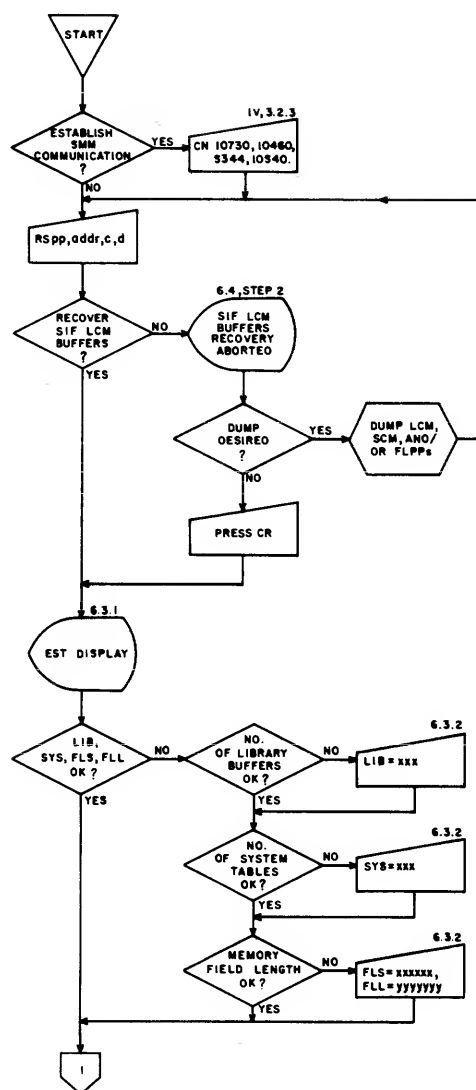 START
ESTABLISH
SMM
COMMUNICATION
?
YES
NO
IV, 3.2.3
CN 10730, 10460,
5344, 10540.
RSpp, addr, c, d
RECOVER
SIF LCM
BUFFERS
?
NO
YES
6.4, STEP 2
SIF LCM
BUFFERS
RECOVERY
ABORTEO
DUMP
OESIREO
?
YES
NO
DUMP LCM,
SCM, ANO/
OR FLPPs
PRESS CR
6.3.1
EST DISPLAY
LIB,
SYS, FLS, FLL
OK?
NO
YES
NO.
OF LIBRARY
BUFFERS
OK?
NO
YES
6.3.2
LIB = xxx
NO.
OF SYSTEM
TABLES
OK?
NO
YES
6.3.2
SYS=xxx
MEMORY
FIELD LENGTH
OK?
NO
YES
6.3.2
FLS=xxxxxx,
FLL=yyyyyyy
1